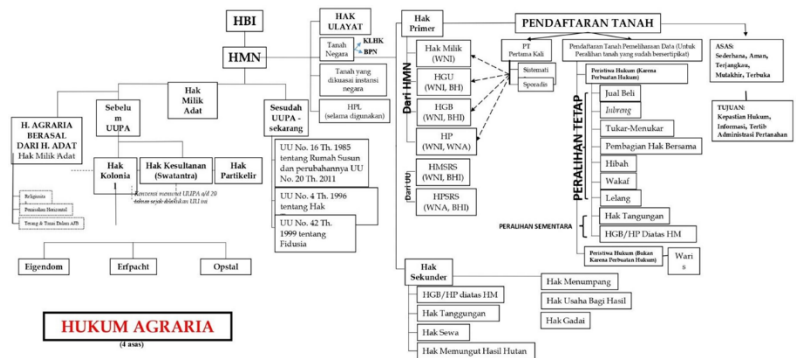 HBI
HMN
HAK
ULAYAT
Tanah
Negara
KLHK
BPN
Tanah yang
dikuasai instansi
negara
HPL
(selama digunakan)
H. AGRARIA
BERASAL
DARI H. ADAT
Hak Milik Adat
Sebelu
m
UUPA
Hak
Milik
Adat
Sesudah
UUPA -
sekarang
Hak
Kolonia
Hak Kesultanan
(Swatantra)
Hak
Partikelir
UU No. 16 Th. 1985
tentang Rumah Susun
dan perubahannya UU
No. 20 Th. 2011
UU No. 4 Th. 1996
tentang Hak
UU No. 42 Th.
1999 tentang
Fidusia
Eigendom
Erfpacht
Opstal
HUKUM AGRARIA
(4 asas)
Hak
Primer
Dari HMN
Hak Milik
(WNI)
HGU
(WNI, BH)
HGB
(WNI, BHI)
HP
(WNI, WNA)
Dari UU
HMSRS
(WNI, BHI)
HPSRS
(WNA, BHI)
Hak
Sekunder
HGB/HP diatas HM
Hak Tanggungan
Hak Sewa
Hak Memungut Hasil Hutan
Hak Menumpang
Hak Usaha Bagi Hasil
Hak Gadai
PENDAFTARAN TANAH
PT
Pertama Kali
Sistemati
Sporadis
Pendaftaran Tanah Pemeliharaan Data (Untuk
Peralihan tanah yang sudah bersertipikat)
Peristiwa Hukum (Karena
Perbuatan Hukum)
PERALIHAN TETAP
Jual Beli
Inbreng
Tukar-Menukar
Pembagian Hak Bersama
Hibah
Wakaf
Lelang
PERALIHAN SEMENTARA
Hak Tangungan
HGB/HP Diatas HM
Peristiwa Hukum (Bukan
Karena Perbuatan Hukum)
Wari
s
ASAS:
Sederhana, Aman,
Terjangkau,
Mutakhir, Terbuka
TUJUAN:
Kepastian Hukum,
Informasi, Tertib
Administrasi Pertanahan